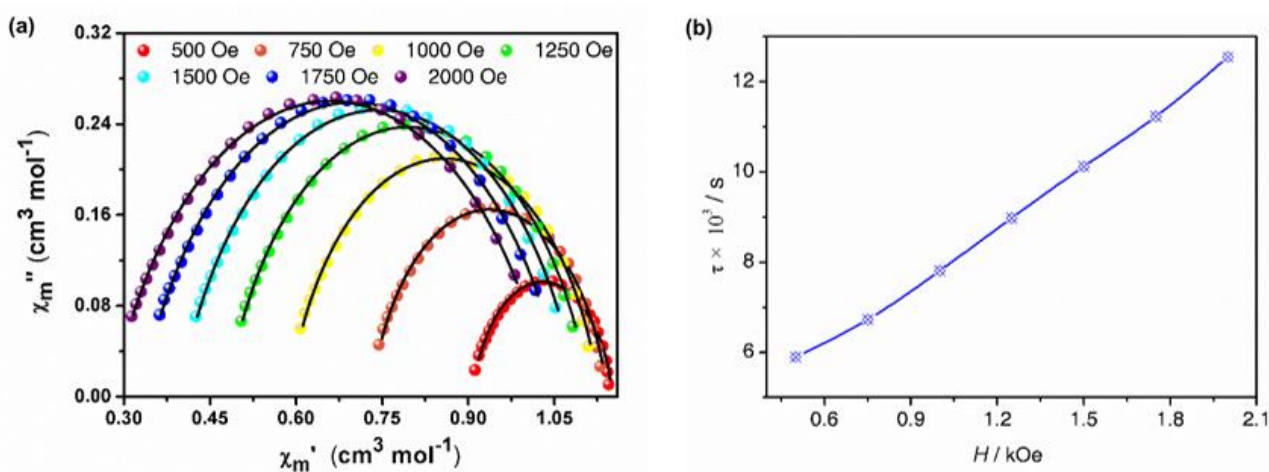 (a)
0.32
0.24
0.16
0.08
0.00
χm'' (cm³ mol⁻¹)
500 Oe 750 Oe 1000 Oe 1250 Oe
1500 Oe 1750 Oe 2000 Oe
0.30 0.45 0.60 0.75 0.90 1.05
χm' (cm³ mol⁻¹)
(b)
12
10
8
6
τ × 10³ / s
0.6 0.9 1.2 1.5 1.8 2.1
H / kOe